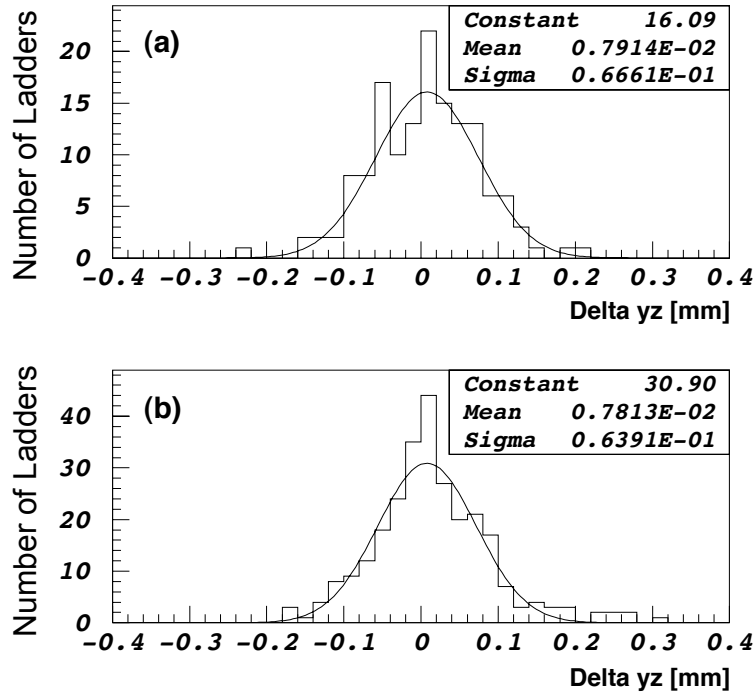 Number of Ladders
(a)
Constant 16.09
Mean 0.7914E-02
Sigma 0.6661E-01
20
15
10
5
0
-0.4 -0.3 -0.2 -0.1 0 0.1 0.2 0.3 0.4
Delta yz [mm]
Number of Ladders
(b)
Constant 30.90
Mean 0.7813E-02
Sigma 0.6391E-01
40
30
20
10
0
-0.4 -0.3 -0.2 -0.1 0 0.1 0.2 0.3 0.4
Delta yz [mm]